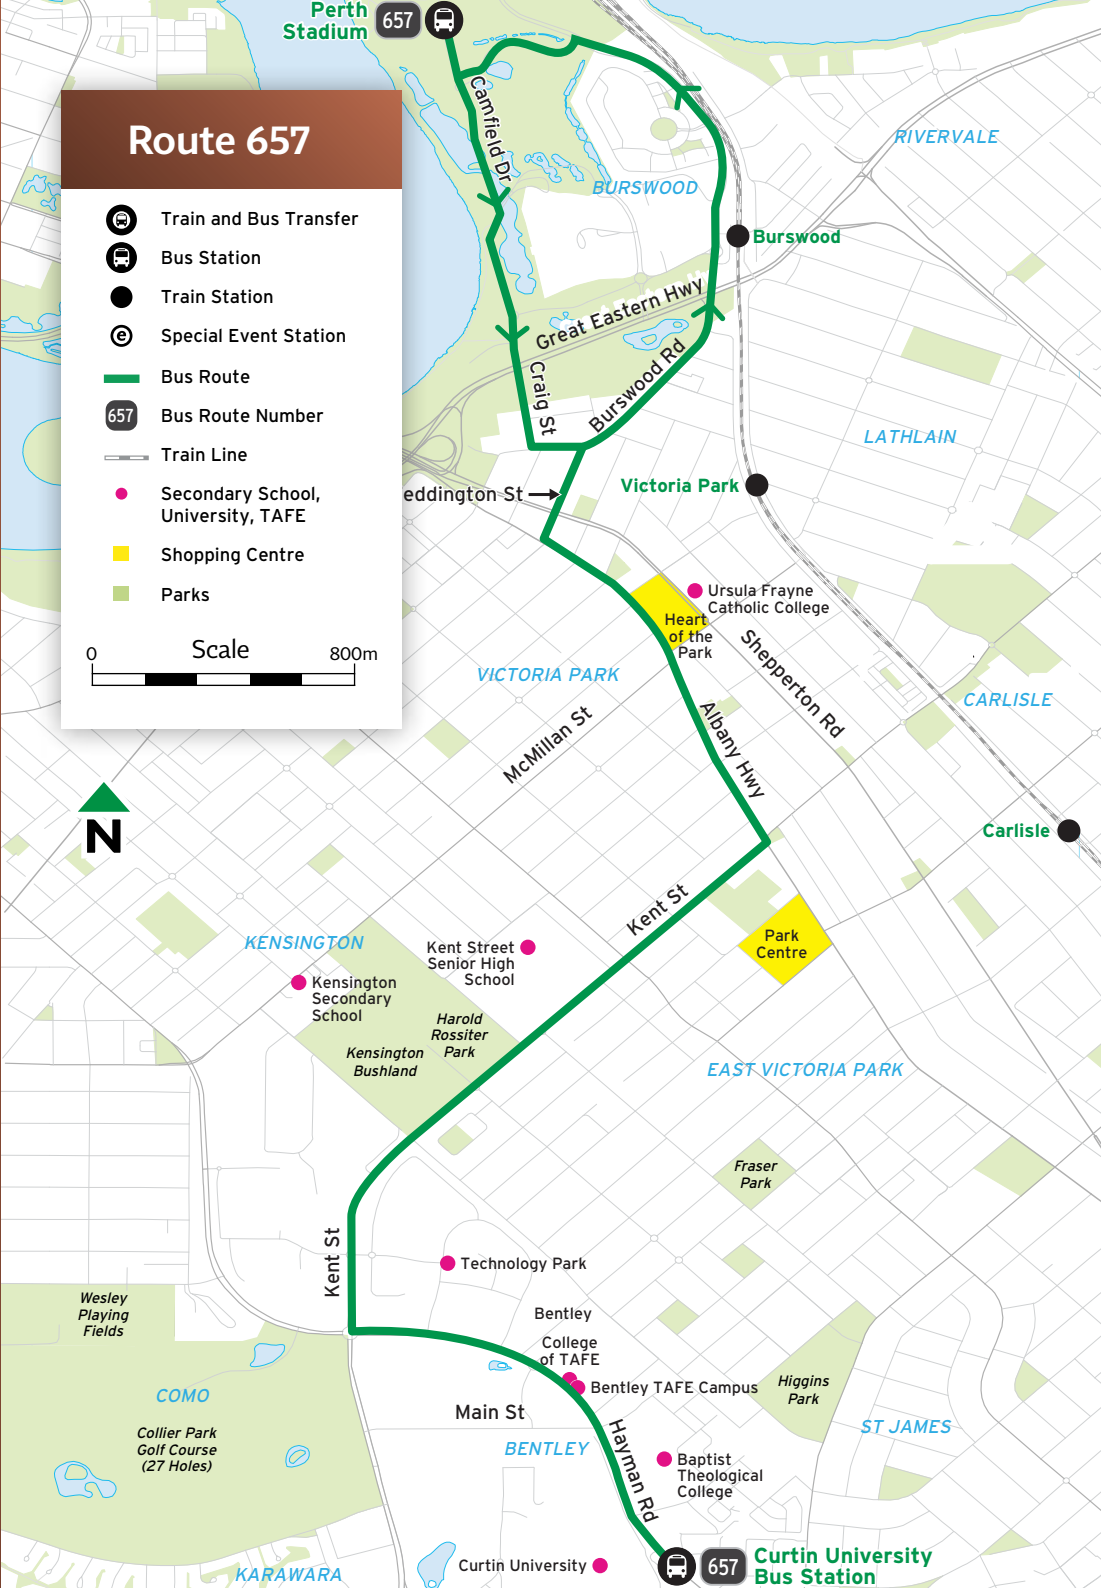 Perth
Stadium
657
Route 657
Train and Bus Transfer
Bus Station
Train Station
e
Special Event Station
Bus Route
657
Bus Route Number
Train Line
Secondary School,
University, TAFE
Shopping Centre
Parks
Scale
0
800m
N
Camfield Dr
BURSWOOD
RIVERVALE
Burswood
Great Eastern Hwy
Craig St
Burswood Rd
LATHLAIN
Victoria Park
eddington St
Ursula Frayne
Catholic College
Heart
of the
Park
Shepperton Rd
VICTORIA PARK
CARLISLE
McMillan St
Albany Hwy
Carlisle
Kent St
Park
Centre
KENSINGTON
Kent Street
Senior High
School
Kensington
Secondary
School
Harold
Rossiter
Park
Kensington
Bushland
EAST VICTORIA PARK
Fraser
Park
Kent St
Technology Park
Wesley
Playing
Fields
Bentley
College
of TAFE
Bentley TAFE Campus
Higgins
Park
COMO
Main St
Collier Park
Golf Course
(27 Holes)
BENTLEY
Hayman Rd
ST JAMES
Baptist
Theological
College
Curtin University
657
Curtin University
Bus Station
KARAWARA